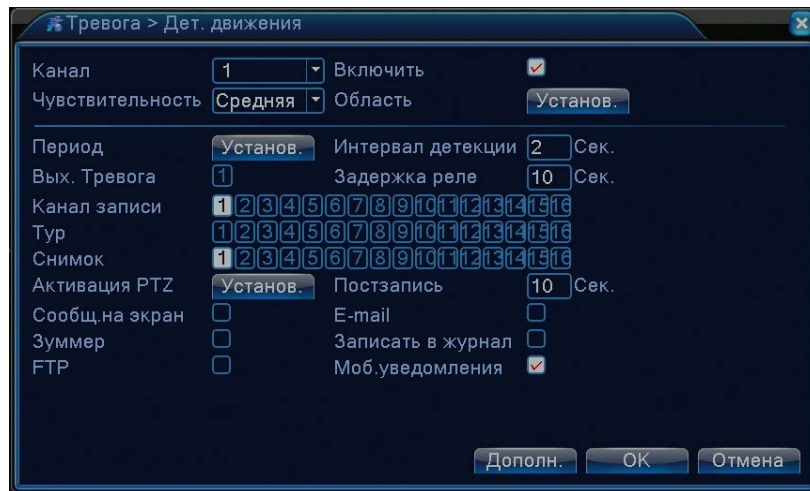 Тревога > Дет. движения
Канал 1 Включить
Чувствительность Средняя Область Установ.
Период Установ. Интервал детекции 2 Сек.
Вых. Тревога 1 Задержка реле 10 Сек.
Канал записи 1 2 3 4 5 6 7 8 9 10 11 12 13 14 15 16
Тур 1 2 3 4 5 6 7 8 9 10 11 12 13 14 15 16
Снимок 1 2 3 4 5 6 7 8 9 10 11 12 13 14 15 16
Активация PTZ Установ. Постзапись 10 Сек.
Сообщ.на экран E-mail
Зуммер Записать в журнал
FTP Моб.уведомления
Дополн. OK Отмена